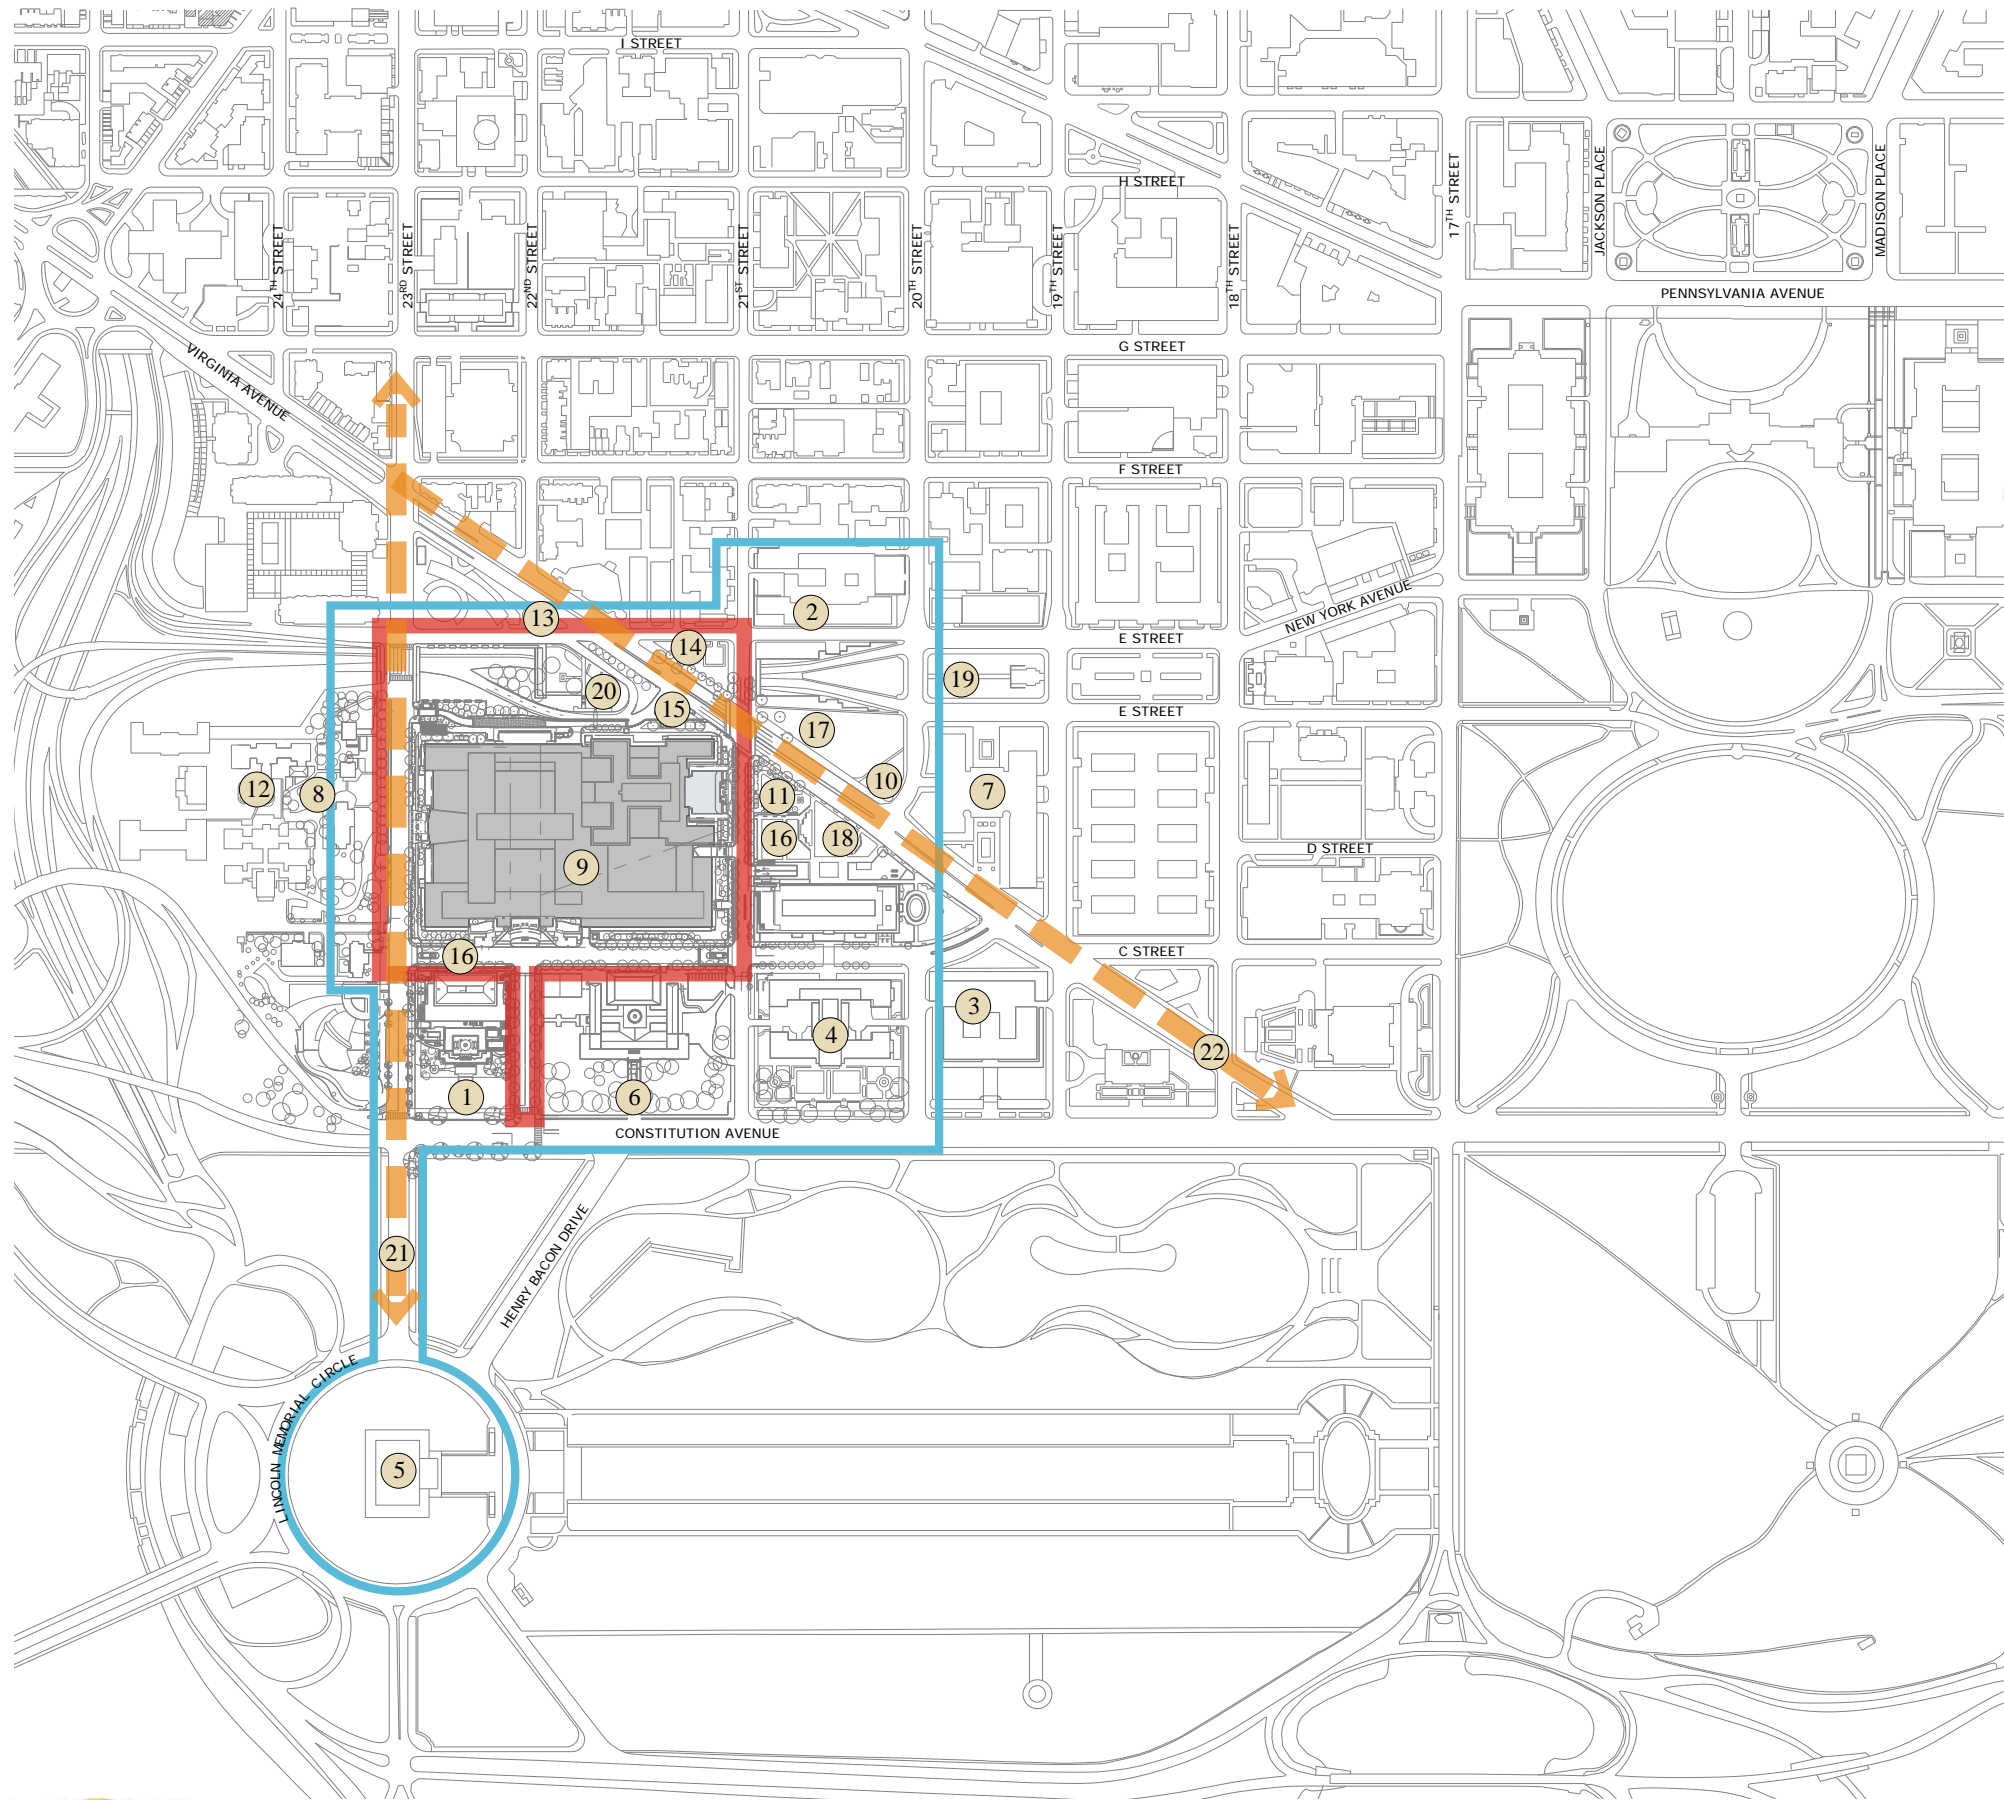 I STREET
H STREET
17TH STREET
JACKSON PLACE
MADISON PLACE
24TH STREET
23RD STREET
22ND STREET
21ST STREET
20TH STREET
19TH STREET
18TH STREET
PENNSYLVANIA AVENUE
G STREET
VIRGINIA AVENUE
F STREET
NEW YORK AVENUE
13
2
E STREET
14
20
19
15
E STREET
17
12
8
10
7
11
16
18
D STREET
9
16
C STREET
3
4
22
1
6
CONSTITUTION AVENUE
HENRY BACON DRIVE
21
LINCOLN MEMORIAL CIRCLE
5